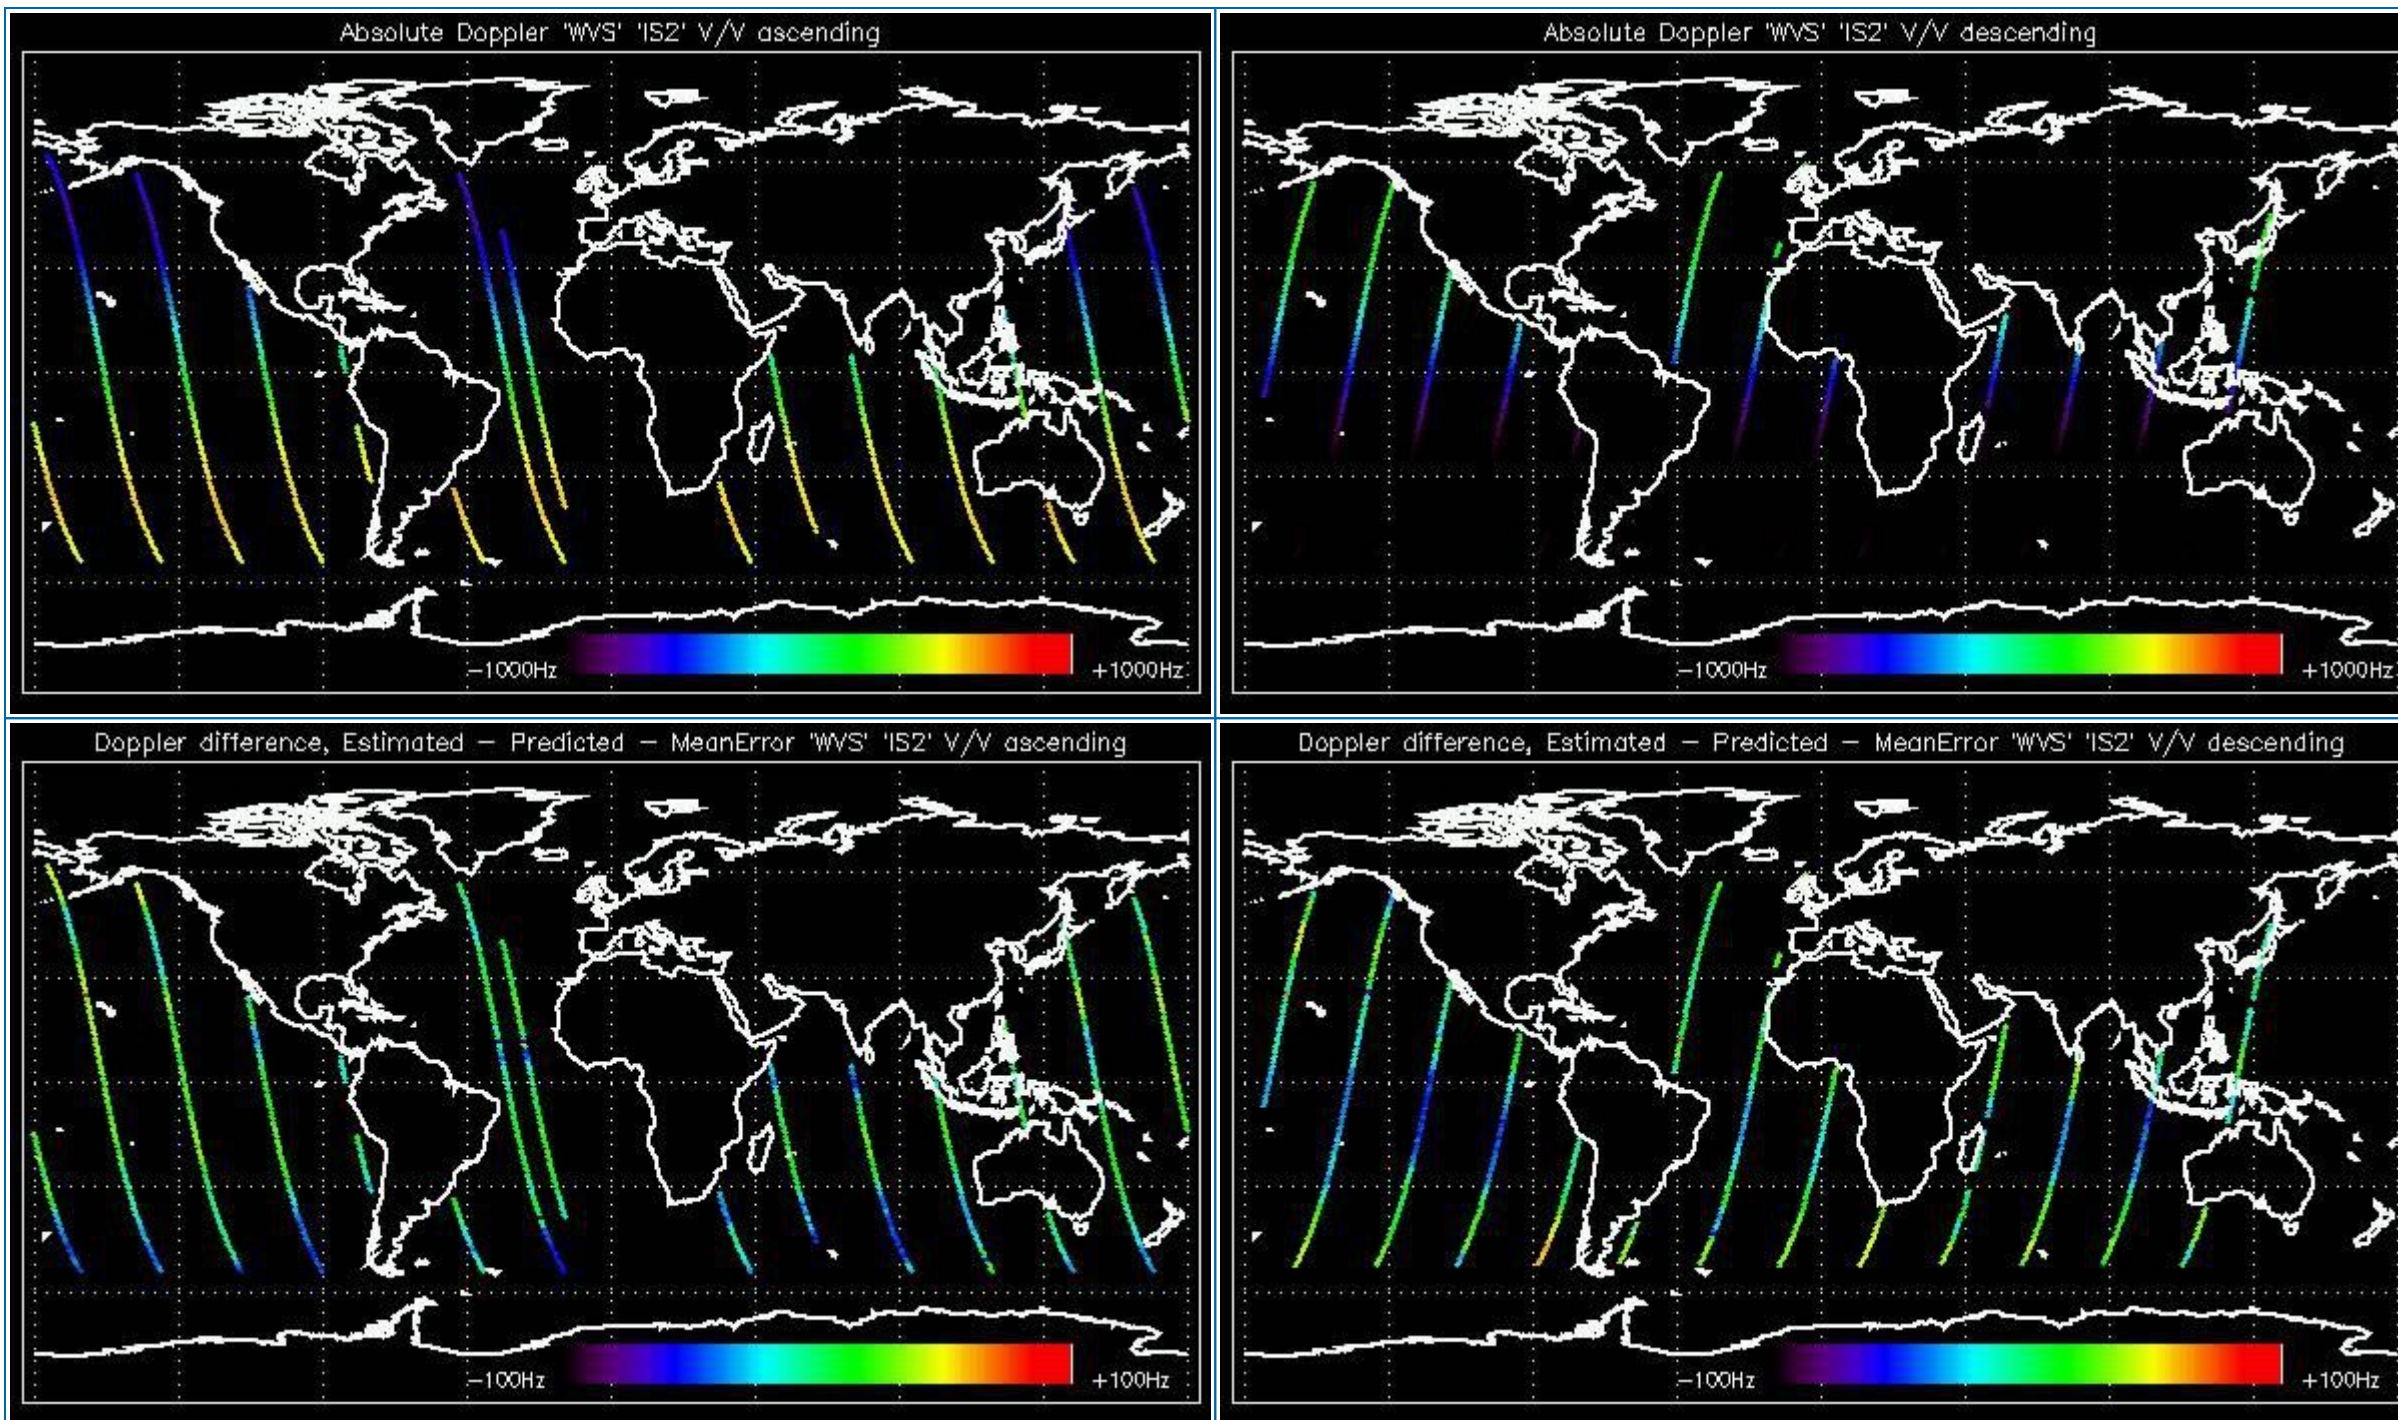 Absolute Doppler 'WVS' 'IS2' V/V ascending
-1000Hz
+1000Hz
Absolute Doppler 'WVS' 'IS2' V/V descending
-1000Hz
+1000Hz
Doppler difference, Estimated - Predicted - MeanError 'WVS' 'IS2' V/V ascending
-100Hz
+100Hz
Doppler difference, Estimated - Predicted - MeanError 'WVS' 'IS2' V/V descending
-100Hz
+100Hz